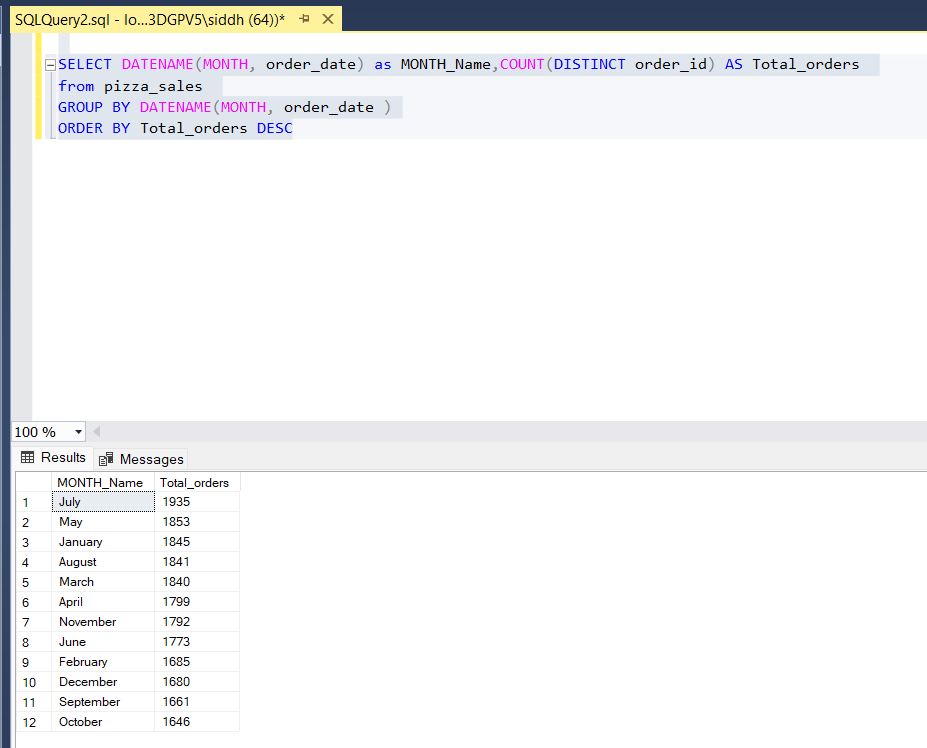 SQLQuery2.sql - lo...3DGPV5\siddh (64))*
SELECT DATENAME(MONTH, order_date) as MONTH_Name,COUNT(DISTINCT order_id) AS Total_orders
from pizza_sales
GROUP BY DATENAME(MONTH, order_date )
ORDER BY Total_orders DESC
100 %
Results Messages
MONTH_Name Total_orders
1 July 1935
2 May 1853
3 January 1845
4 August 1841
5 March 1840
6 April 1799
7 November 1792
8 June 1773
9 February 1685
10 December 1680
11 September 1661
12 October 1646